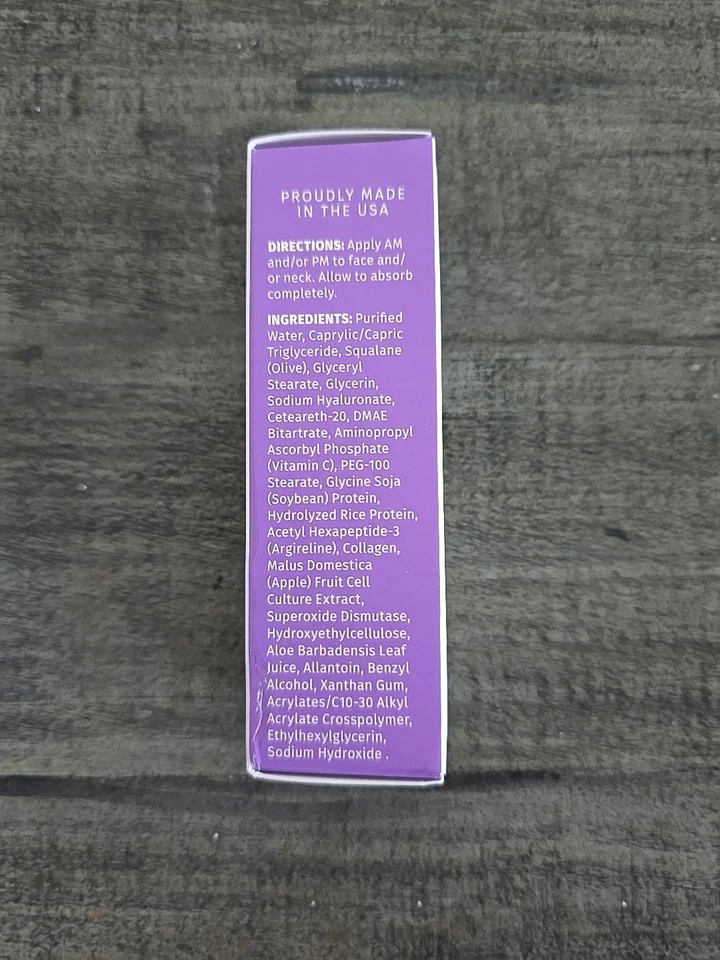 PROUDLY MADE
IN THE USA
DIRECTIONS: Apply AM
and/or PM to face and/
or neck. Allow to absorb
completely.
INGREDIENTS: Purified
Water, Caprylic/Capric
Triglyceride, Squalane
(Olive), Glyceryl
Stearate, Glycerin,
Sodium Hyaluronate,
Ceteareth-20, DMAE
Bitartrate, Aminopropyl
Ascorbyl Phosphate
(Vitamin C), PEG-100
Stearate, Glycine Soja
(Soybean) Protein,
Hydrolyzed Rice Protein,
Acetyl Hexapeptide-3
(Argireline), Collagen,
Malus Domestica
(Apple) Fruit Cell
Culture Extract,
Superoxide Dismutase,
Hydroxyethylcellulose,
Aloe Barbadensis Leaf
Juice, Allantoin, Benzyl
Alcohol, Xanthan Gum,
Acrylates/C10-30 Alkyl
Acrylate Crosspolymer,
Ethylhexylglycerin,
Sodium Hydroxide .